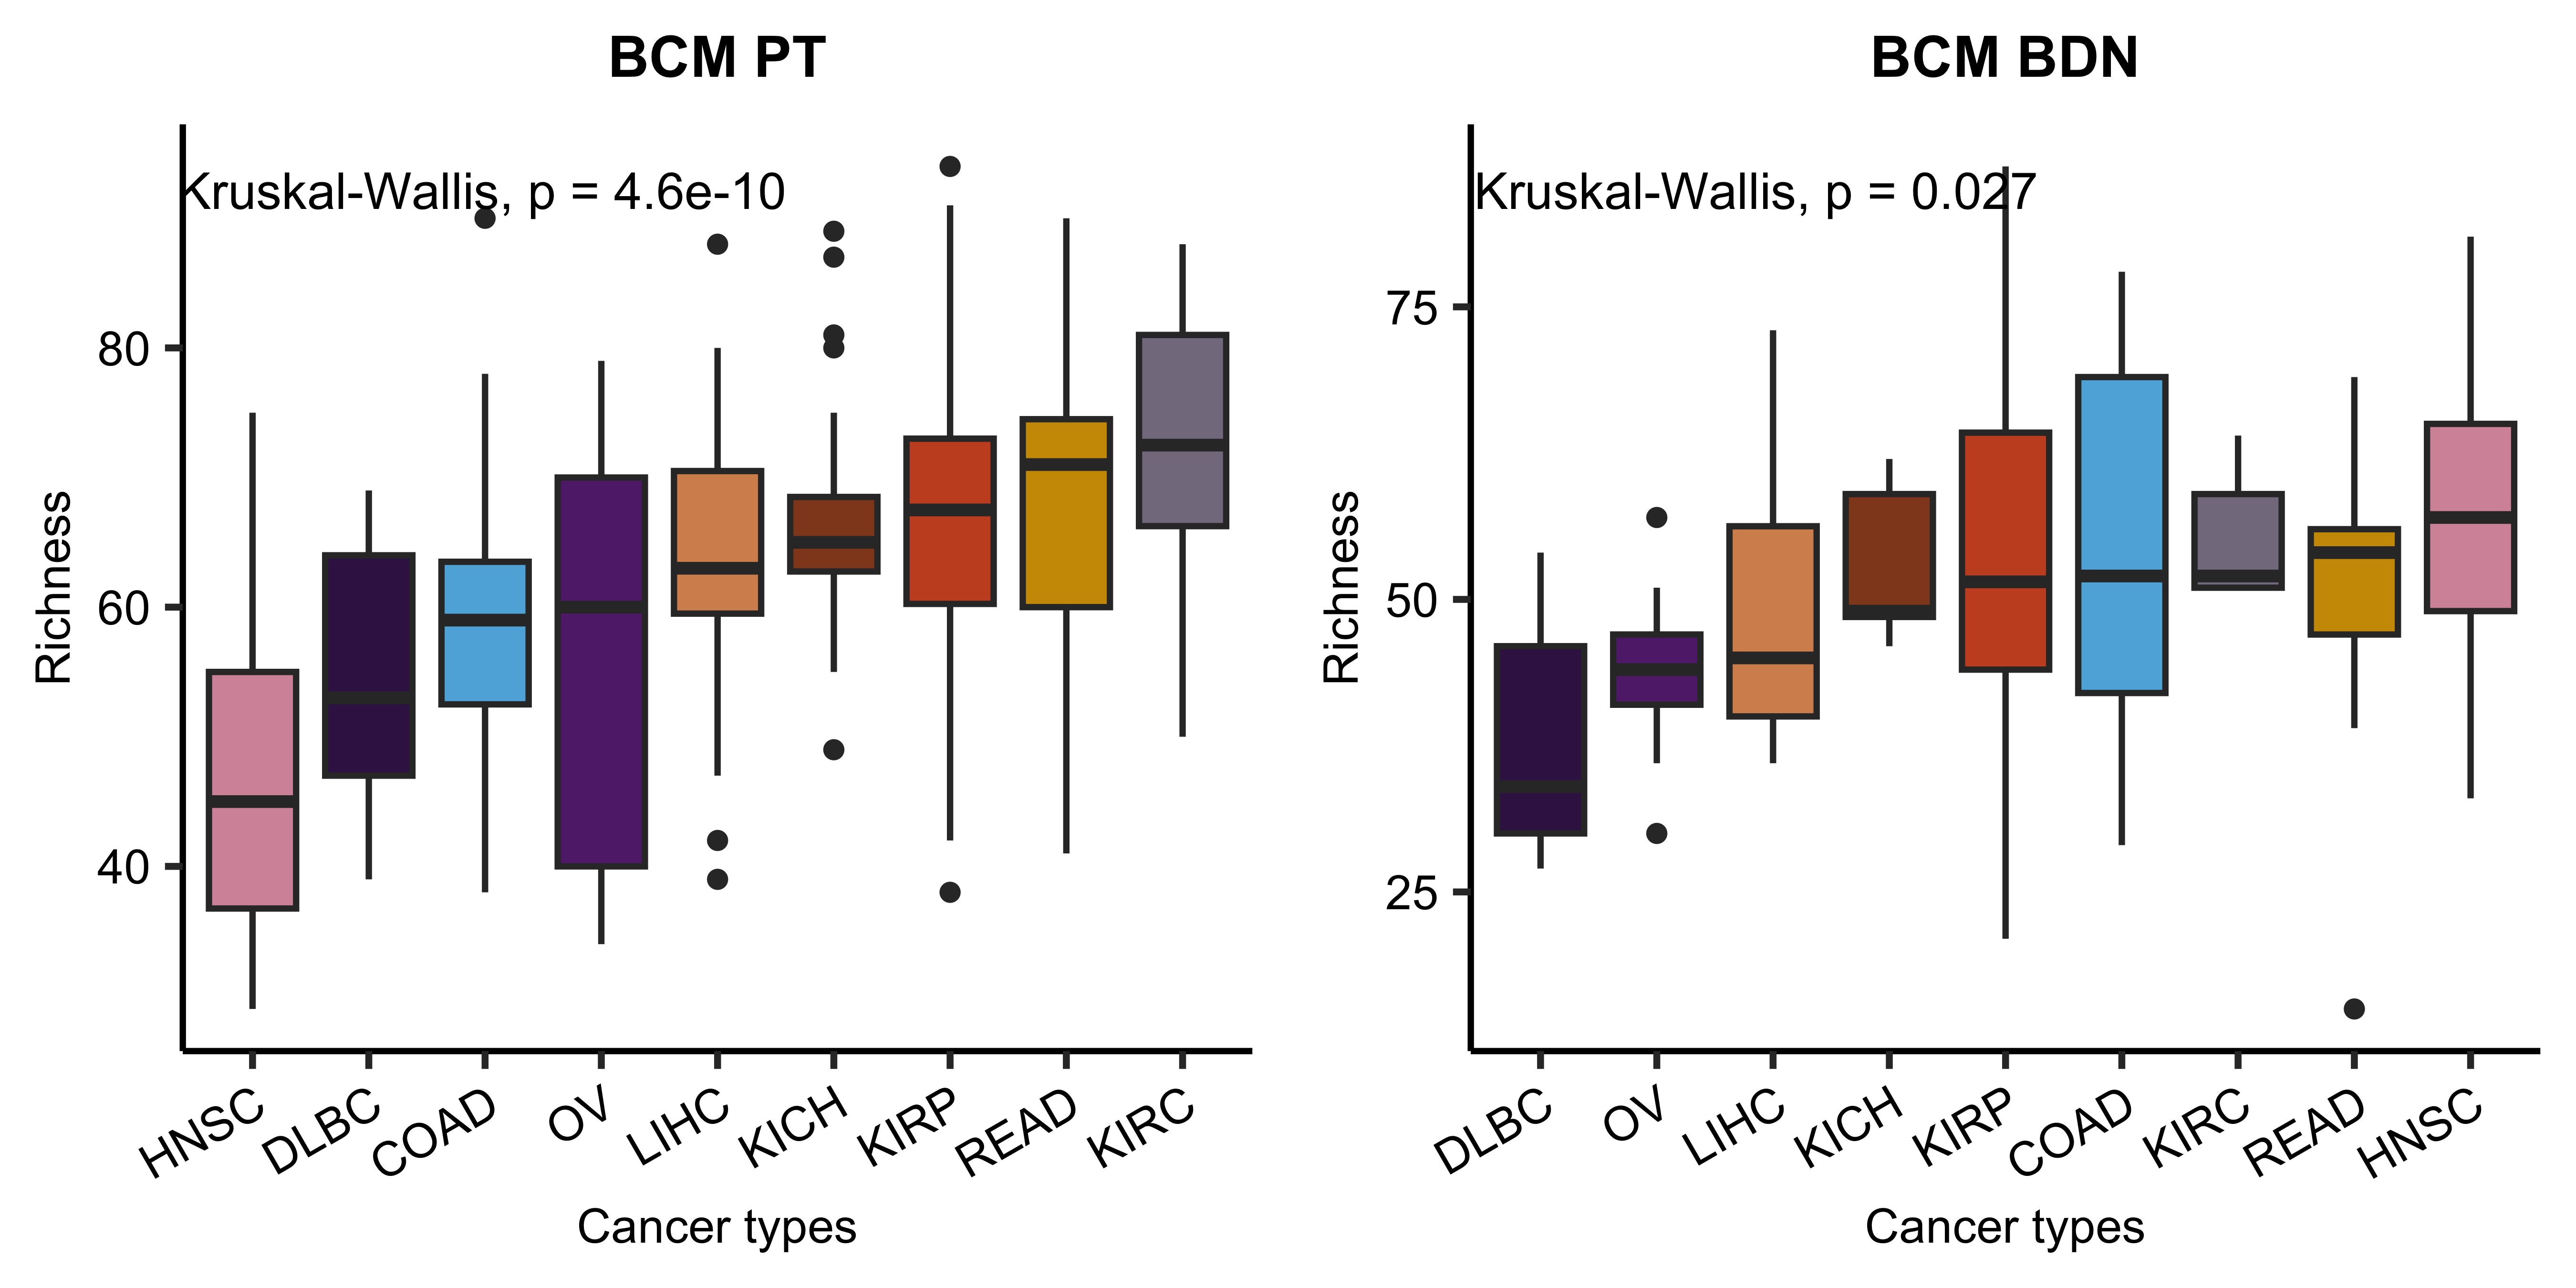 BCM PT
Kruskal-Wallis, p = 4.6e-10
Richness
80
60
40
HNSC
DLBC
COAD
OV
LIHC
KICH
KIRP
READ
KIRC
Cancer types
BCM BDN
Kruskal-Wallis, p = 0.027
Richness
75
50
25
DLBC
OV
LIHC
KICH
KIRP
COAD
KIRC
READ
HNSC
Cancer types